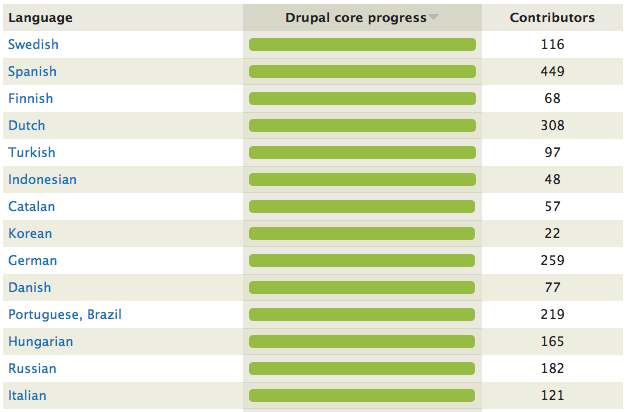 Language Drupal core progress Contributors
Swedish 116
Spanish 449
Finnish 68
Dutch 308
Turkish 97
Indonesian 48
Catalan 57
Korean 22
German 259
Danish 77
Portuguese, Brazil 219
Hungarian 165
Russian 182
Italian 121